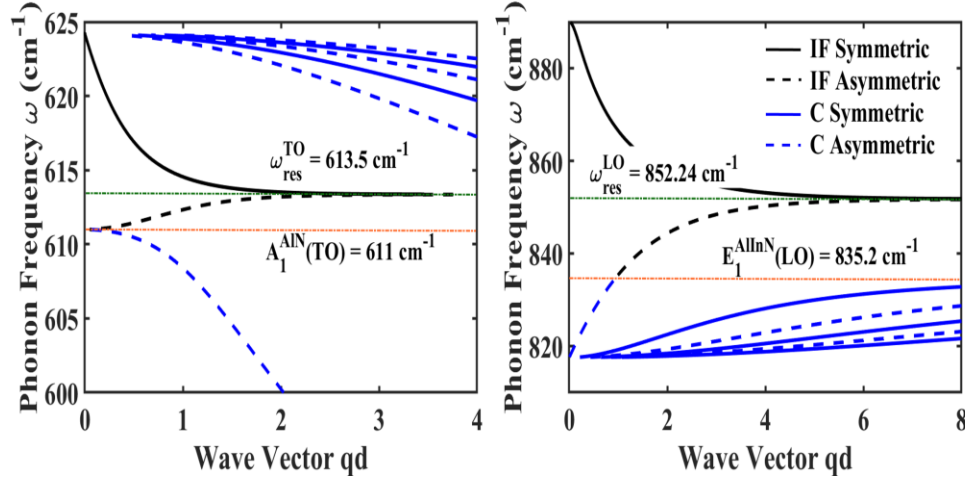 Phonon Frequency ω (cm⁻¹)
625
620
615
610
605
600
ω_res^TO = 613.5 cm⁻¹
A₁^AlN(TO) = 611 cm⁻¹
0 1 2 3 4
Wave Vector qd
Phonon Frequency ω (cm⁻¹)
880
860
840
820
IF Symmetric
IF Asymmetric
C Symmetric
C Asymmetric
ω_res^LO = 852.24 cm⁻¹
E₁^AlInN(LO) = 835.2 cm⁻¹
0 2 4 6 8
Wave Vector qd